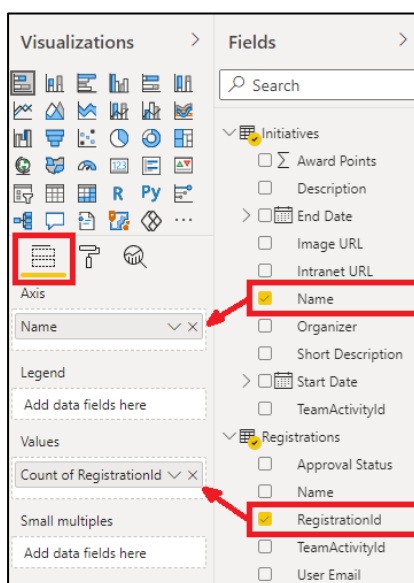 Visualizations
Fields
Search
123
R
Py
Initiatives
Award Points
Description
End Date
Image URL
Intranet URL
Name
Organizer
Short Description
Start Date
TeamActivityId
Registrations
Approval Status
Name
RegistrationId
TeamActivityId
User Email
Axis
Name
Legend
Add data fields here
Values
Count of RegistrationId
Small multiples
Add data fields here